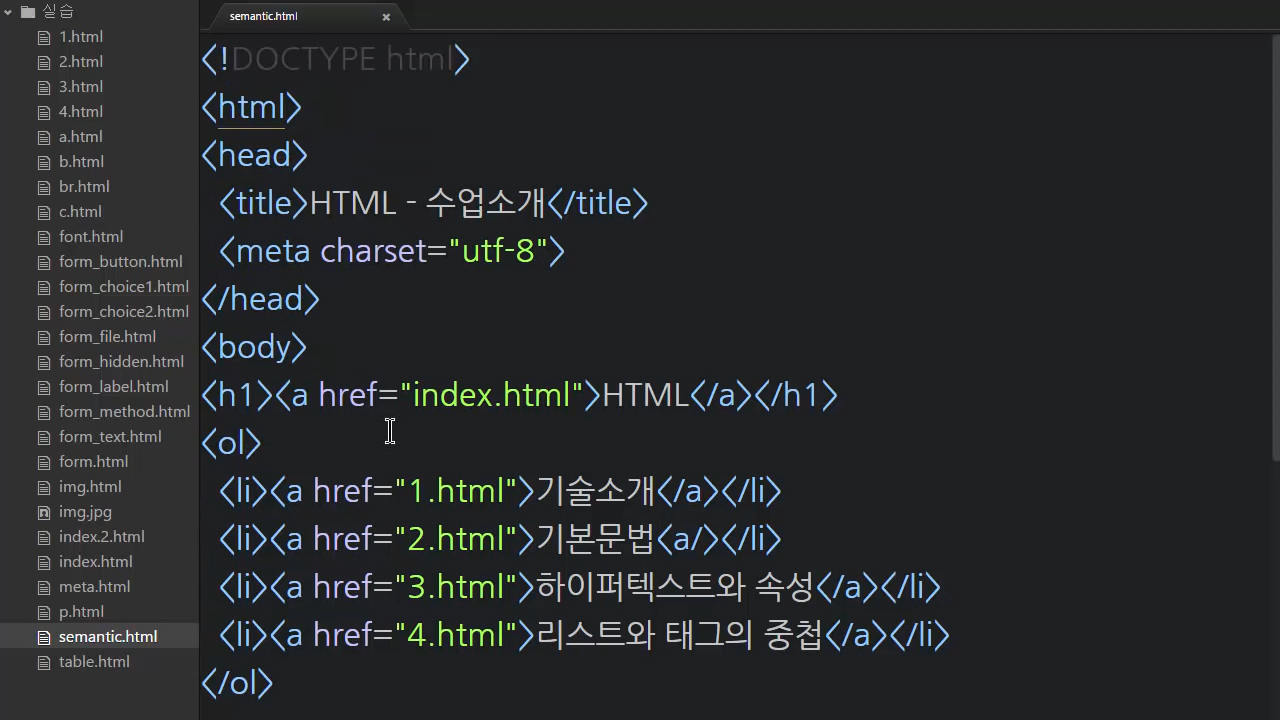 실습
1.html
2.html
3.html
4.html
a.html
b.html
br.html
c.html
font.html
form_button.html
form_choice1.html
form_choice2.html
form_file.html
form_hidden.html
form_label.html
form_method.html
form_text.html
form.html
img.html
img.jpg
index.2.html
index.html
meta.html
p.html
semantic.html
table.html
semantic.html ×
<!DOCTYPE html>
<html>
<head>
<title>HTML - 수업소개</title>
<meta charset="utf-8">
</head>
<body>
<h1><a href="index.html">HTML</a></h1>
<ol>
<li><a href="1.html">기술소개</a></li>
<li><a href="2.html">기본문법<a/></li>
<li><a href="3.html">하이퍼텍스트와 속성</a></li>
<li><a href="4.html">리스트와 태그의 중첩</a></li>
</ol>